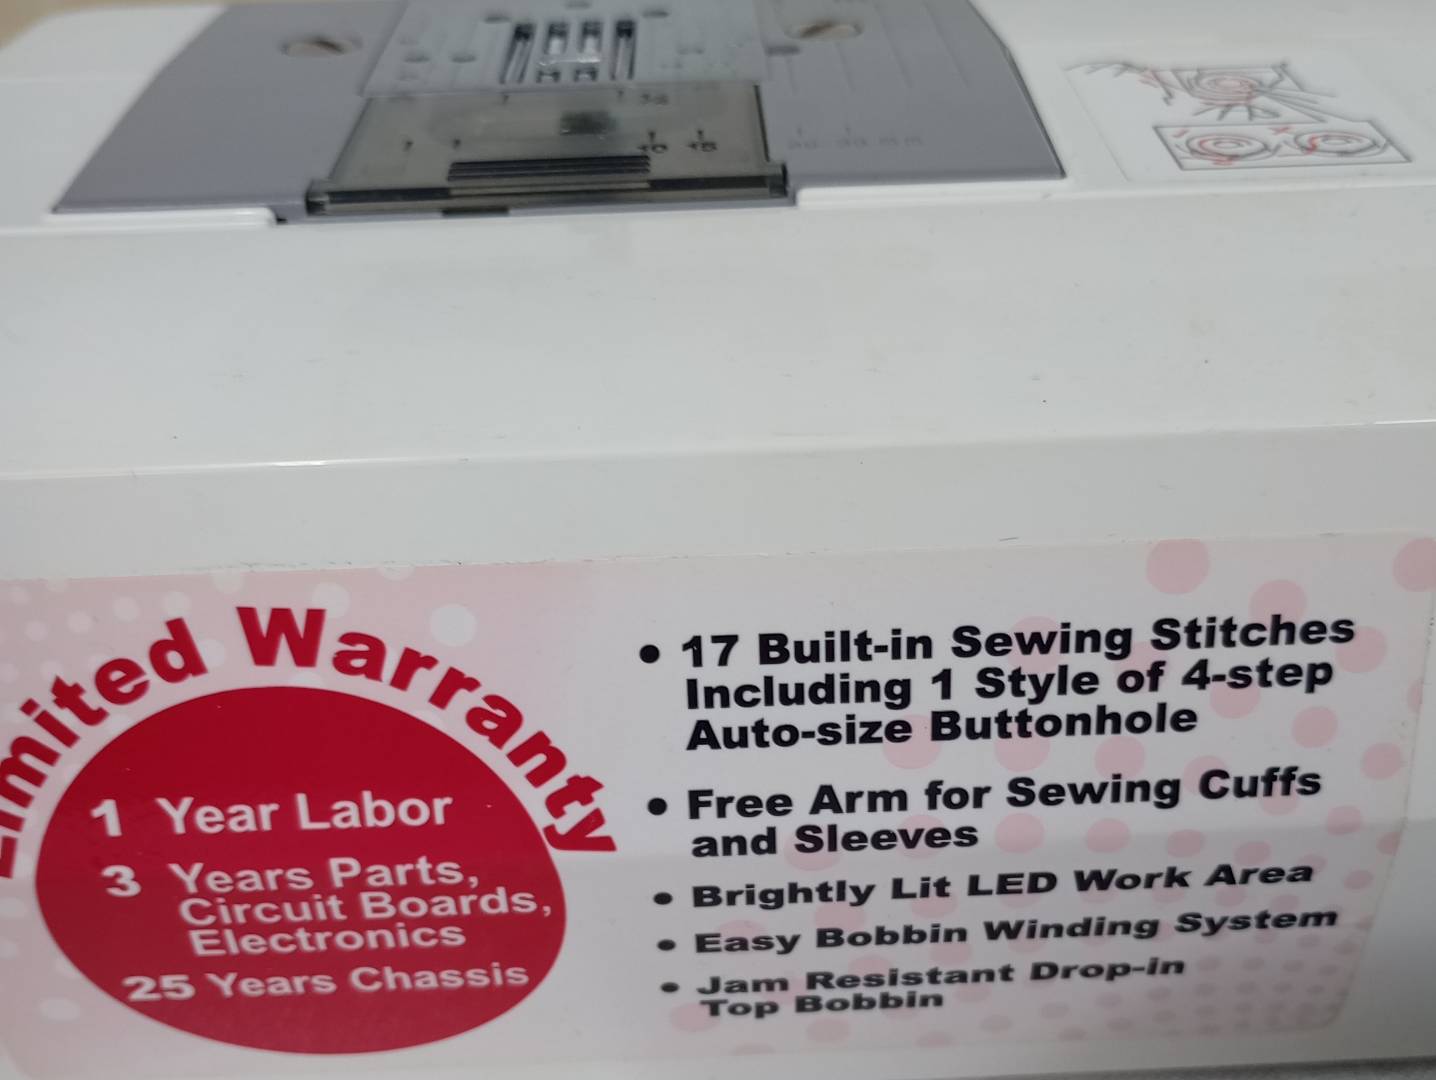 10 15
Limited Warranty
1 Year Labor
3 Years Parts,
Circuit Boards,
Electronics
25 Years Chassis
• 17 Built-in Sewing Stitches
Including 1 Style of 4-step
Auto-size Buttonhole
• Free Arm for Sewing Cuffs
and Sleeves
• Brightly Lit LED Work Area
• Easy Bobbin Winding System
• Jam Resistant Drop-in
Top Bobbin